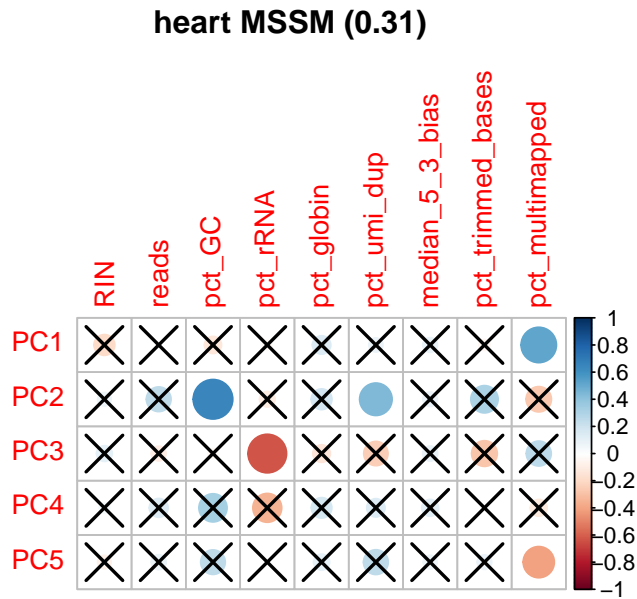 heart MSSM (0.31)
RIN
reads
pct_GC
pct_rRNA
pct_globin
pct_umi_dup
median_5_3_bias
pct_trimmed_bases
pct_multimapped
PC1
PC2
PC3
PC4
PC5
1
0.8
0.6
0.4
0.2
0
−0.2
−0.4
−0.6
−0.8
−1